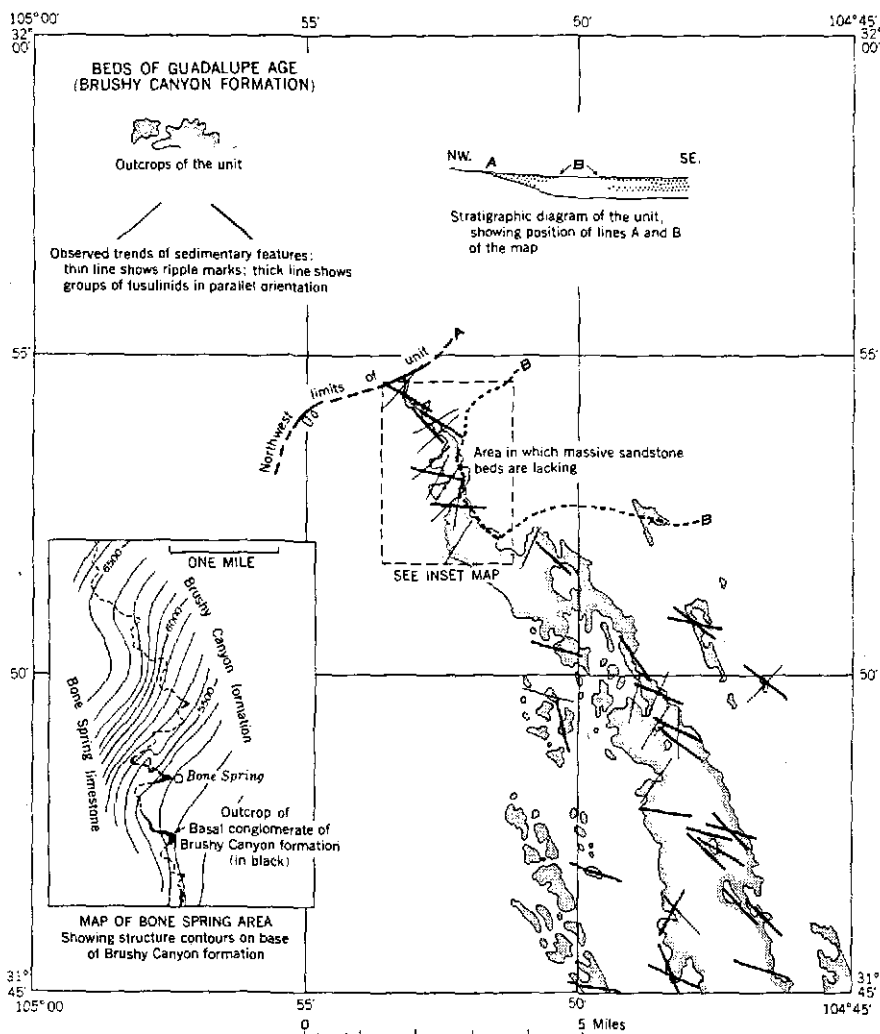 105°00'
55'
50'
104°45'
32°
00'
32°
00'
BEDS OF GUADALUPE AGE
(BRUSHY CANYON FORMATION)
Outcrops of the unit
Observed trends of sedimentary features:
thin line shows ripple marks; thick line shows
groups of fusulinids in parallel orientation
NW. A B SE.
Stratigraphic diagram of the unit,
showing position of lines A and B
of the map
55'
55'
Northwest limits of unit A
B
Area in which massive sandstone
beds are lacking
B
SEE INSET MAP
ONE MILE
6500
6000
5500
Brushy Canyon formation
Bone Spring limestone
Bone Spring
Outcrop of
Basal conglomerate of
Brushy Canyon formation
(in black)
MAP OF BONE SPRING AREA
Showing structure contours on base
of Brushy Canyon formation
50'
50'
31°
45'
31°
45'
105°00'
55'
50'
104°45'
0 5 Miles